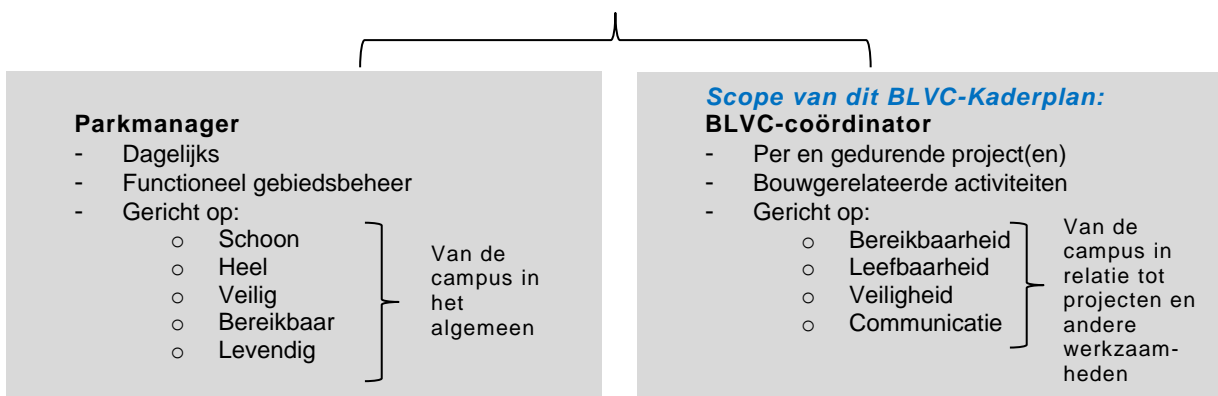 Parkmanager
- Dagelijks
- Functioneel gebiedsbeheer
- Gericht op:
o Schoon
o Heel
o Veilig
o Bereikbaar
o Levendig
Van de
campus in
het
algemeen
Scope van dit BLVC-Kaderplan:
BLVC-coördinator
- Per en gedurende project(en)
- Bouwgerelateerde activiteiten
- Gericht op:
o Bereikbaarheid
o Leefbaarheid
o Veiligheid
o Communicatie
Van de
campus in
relatie tot
projecten en
andere
werkzaam-
heden